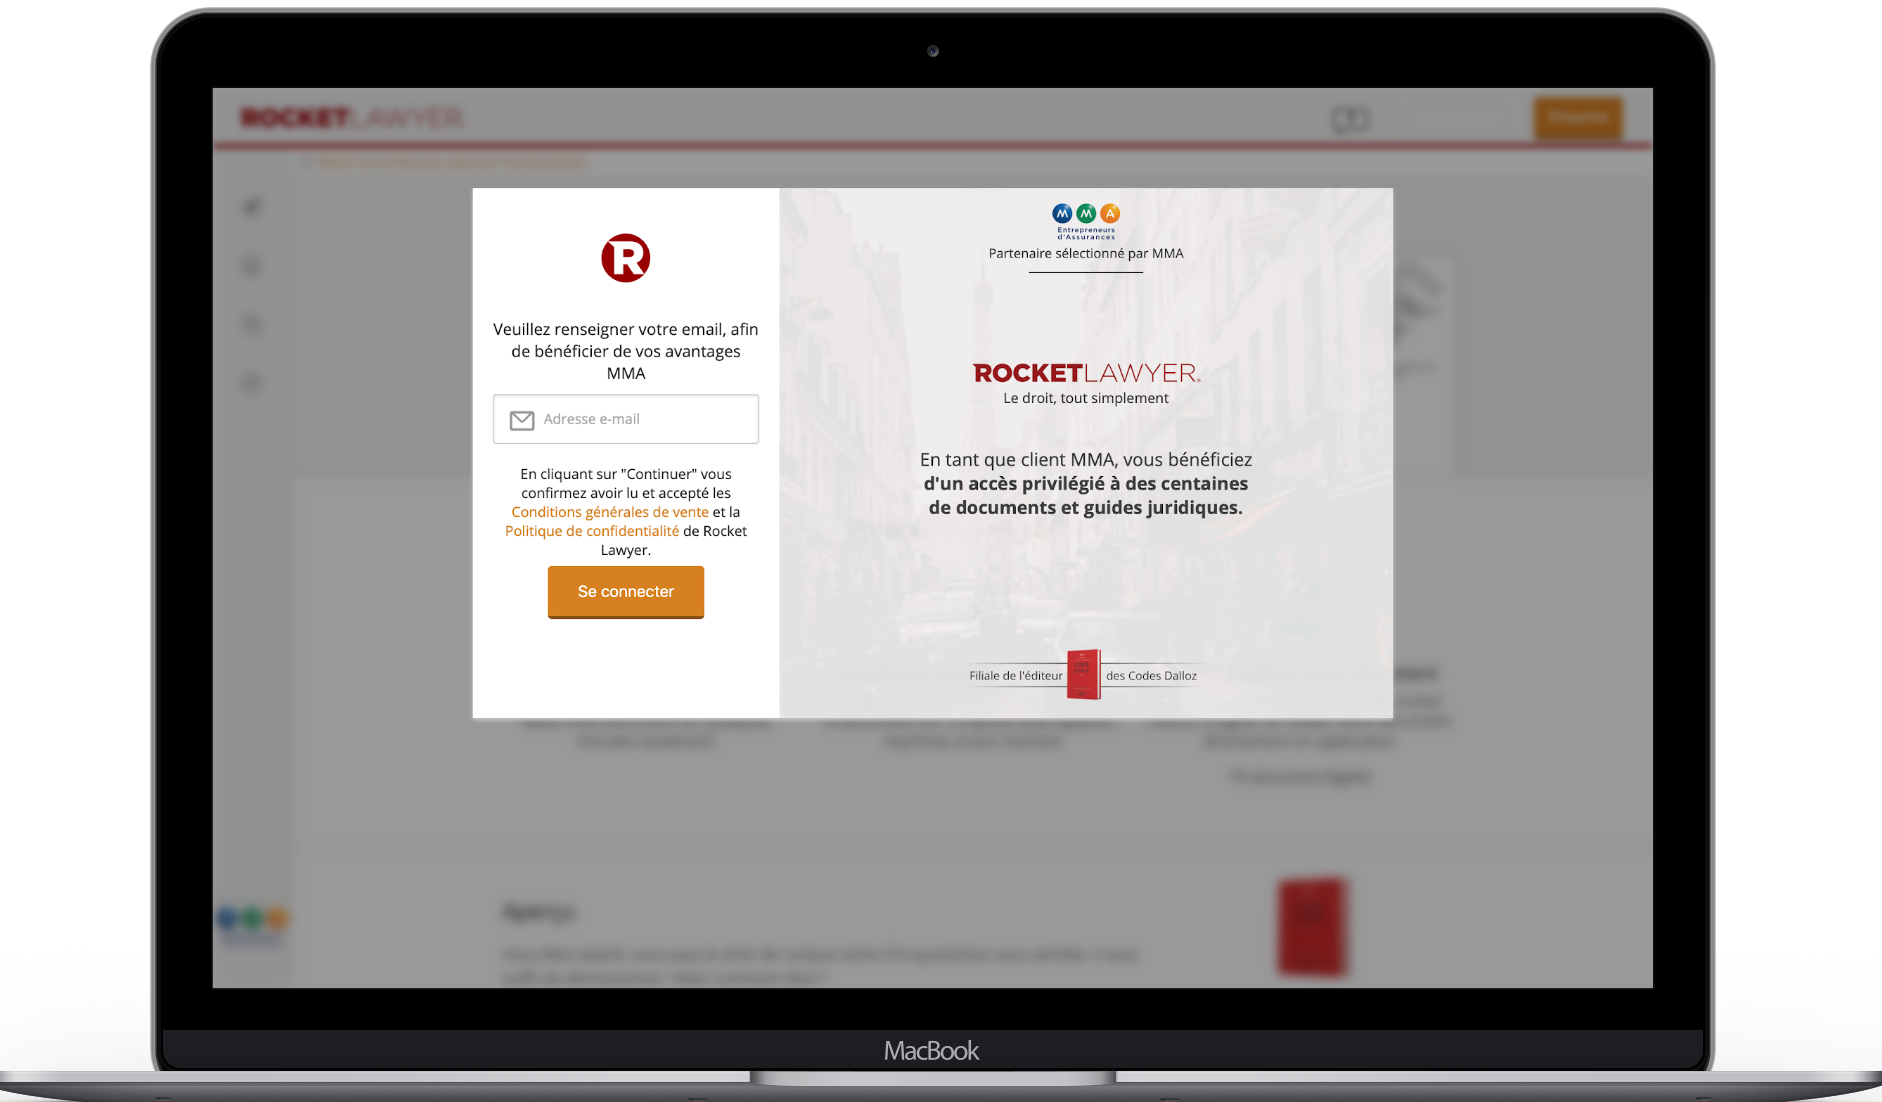 ROCKETLAWYER
Veuillez renseigner votre email, afin
de bénéficier de vos avantages
MMA
Adresse e-mail
En cliquant sur "Continuer" vous
confirmez avoir lu et accepté les
Conditions générales de vente et la
Politique de confidentialité de Rocket
Lawyer.
Se connecter
MMA
Entrepreneurs
d'Assurances
Partenaire sélectionné par MMA
ROCKETLAWYER
Le droit, tout simplement
En tant que client MMA, vous bénéficiez
d'un accès privilégié à des centaines
de documents et guides juridiques.
Filiale de l'éditeur des Codes Dalloz
Aperçu
MacBook